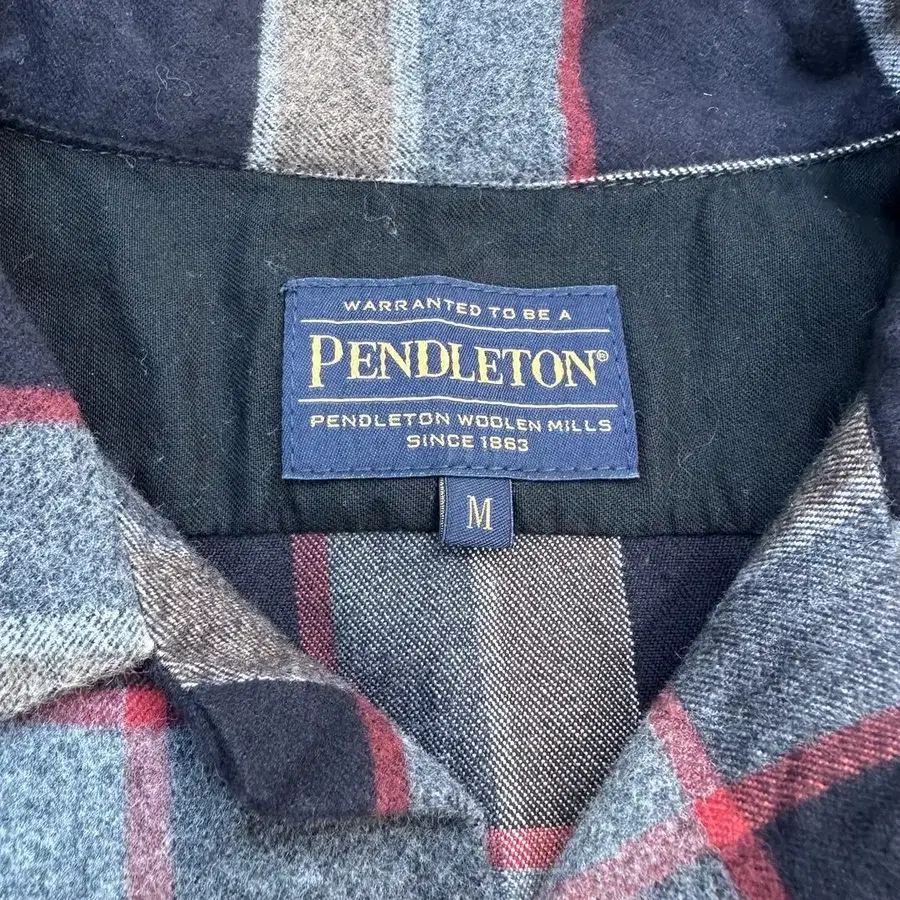 WARRANTED TO BE A
PENDLETON®
PENDLETON WOOLEN MILLS
SINCE 1863
M